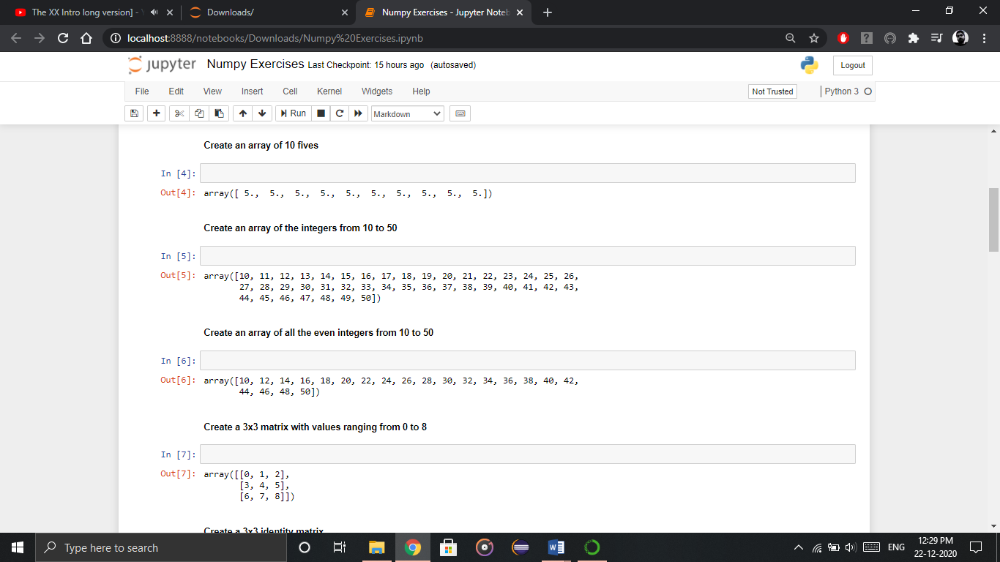 The XX Intro long version] -
Downloads/
Numpy Exercises - Jupyter Noteb
localhost:8888/notebooks/Downloads/Numpy%20Exercises.ipynb
jupyter Numpy Exercises Last Checkpoint: 15 hours ago (autosaved)
Logout
File Edit View Insert Cell Kernel Widgets Help
Not Trusted Python 3
Run Markdown
Create an array of 10 fives
In [4]:
Out[4]: array([ 5., 5., 5., 5., 5., 5., 5., 5., 5., 5.])
Create an array of the integers from 10 to 50
In [5]:
Out[5]: array([10, 11, 12, 13, 14, 15, 16, 17, 18, 19, 20, 21, 22, 23, 24, 25, 26,
27, 28, 29, 30, 31, 32, 33, 34, 35, 36, 37, 38, 39, 40, 41, 42, 43,
44, 45, 46, 47, 48, 49, 50])
Create an array of all the even integers from 10 to 50
In [6]:
Out[6]: array([10, 12, 14, 16, 18, 20, 22, 24, 26, 28, 30, 32, 34, 36, 38, 40, 42,
44, 46, 48, 50])
Create a 3x3 matrix with values ranging from 0 to 8
In [7]:
Out[7]: array([[0, 1, 2],
[3, 4, 5],
[6, 7, 8]])
Create a 3x3 identity matrix
Type here to search
ENG
12:29 PM
22-12-2020